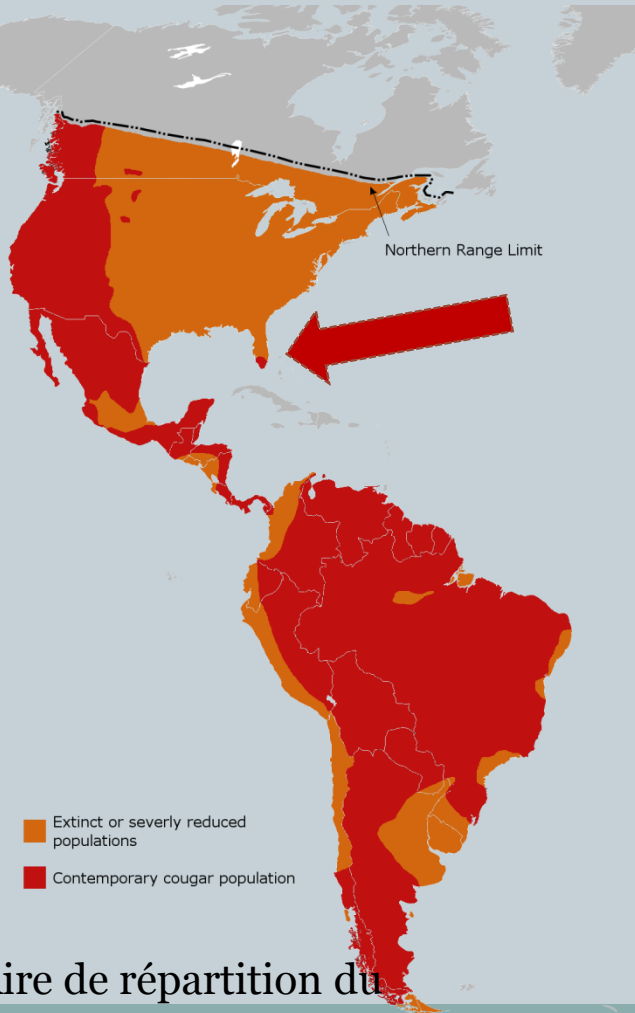 Northern Range Limit
Extinct or severly reduced
populations
Contemporary cougar population
ire de répartition du